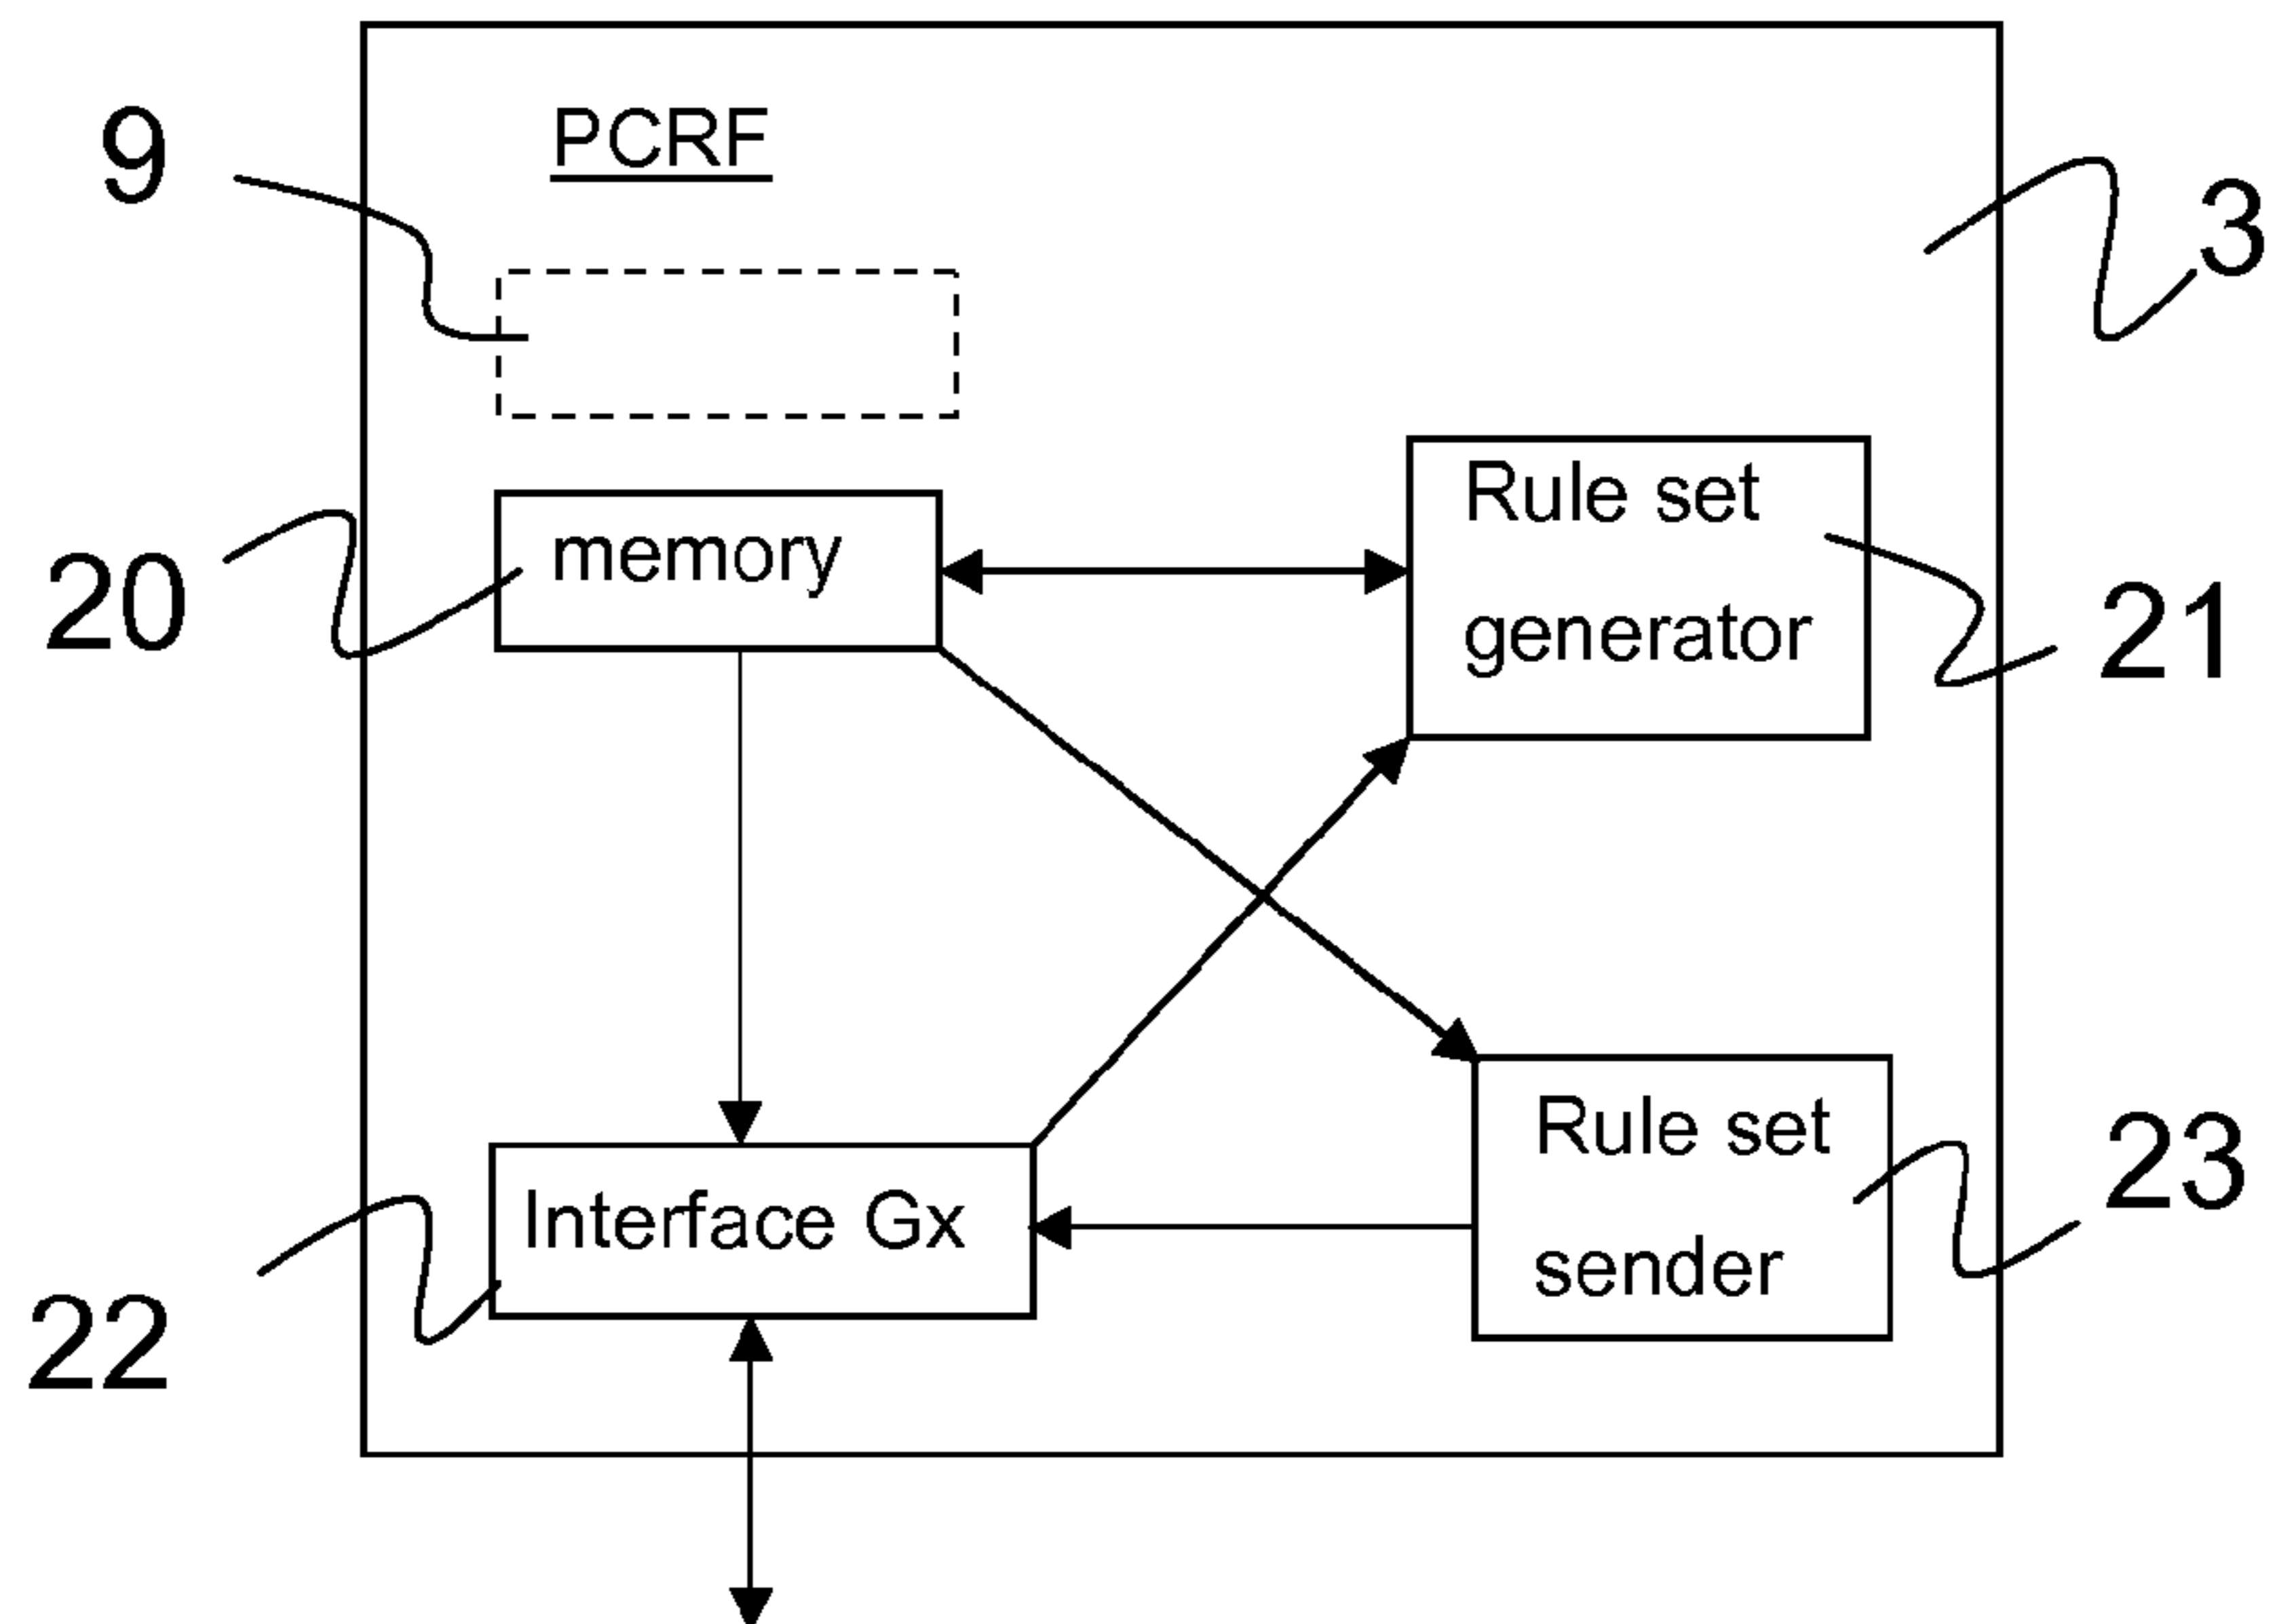 PCRF
9
3
memory
Rule set
generator
20
21
Interface Gx
Rule set
sender
22
23